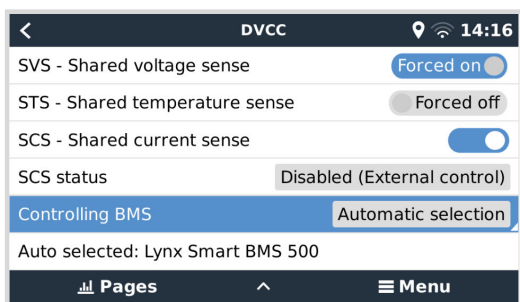 DVCC 14:16
SVS - Shared voltage sense Forced on
STS - Shared temperature sense Forced off
SCS - Shared current sense
SCS status Disabled (External control)
Controlling BMS Automatic selection
Auto selected: Lynx Smart BMS 500
Pages Menu